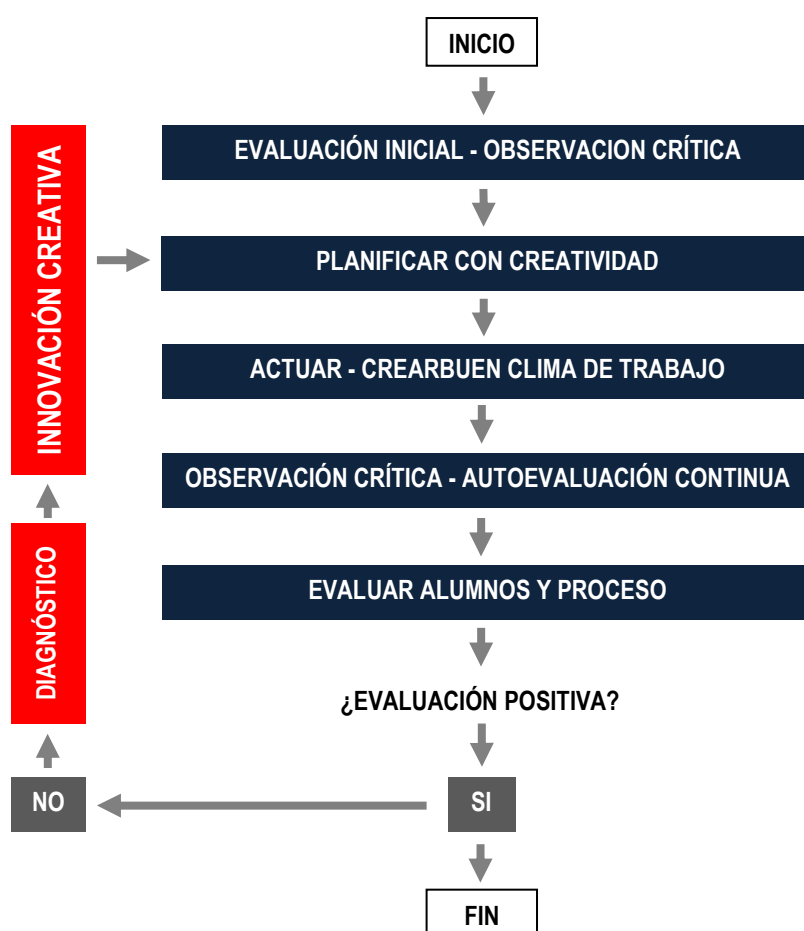 INICIO
EVALUACIÓN INICIAL - OBSERVACION CRÍTICA
PLANIFICAR CON CREATIVIDAD
ACTUAR - CREARBUEN CLIMA DE TRABAJO
OBSERVACIÓN CRÍTICA - AUTOEVALUACIÓN CONTINUA
EVALUAR ALUMNOS Y PROCESO
¿EVALUACIÓN POSITIVA?
SI
NO
DIAGNÓSTICO
INNOVACIÓN CREATIVA
FIN